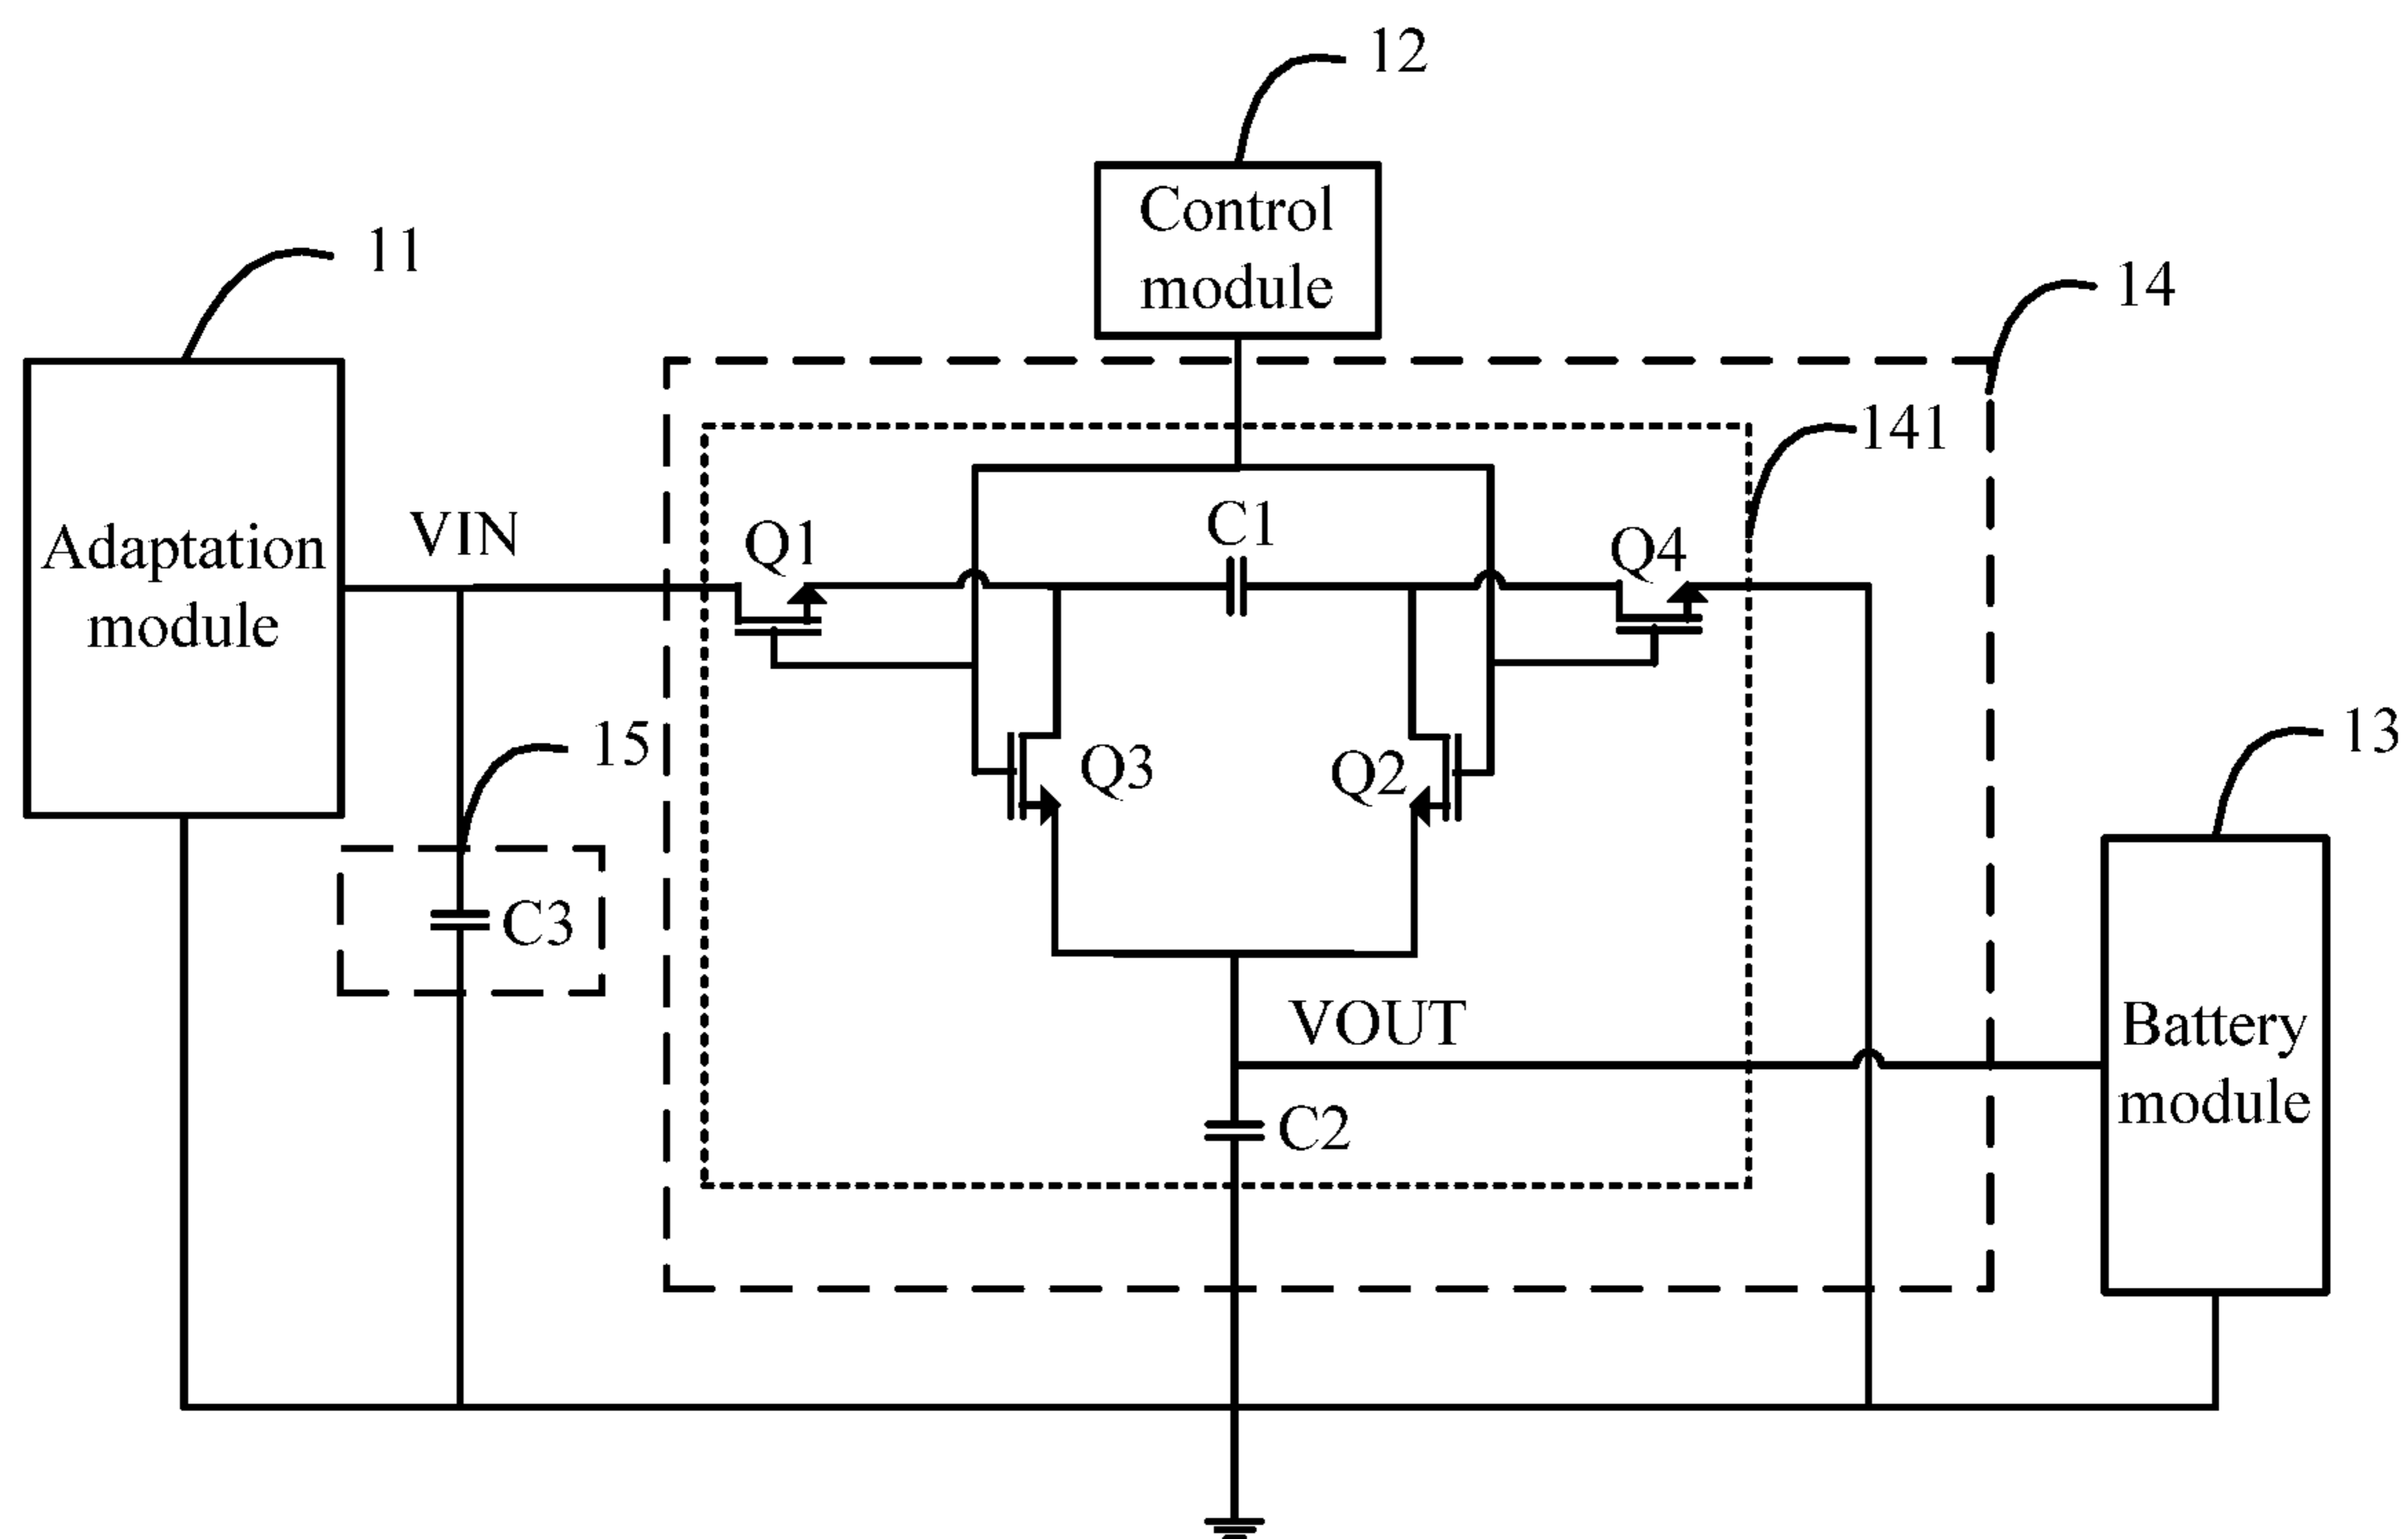 12
Control
module
11
14
141
Adaptation
module
VIN
Q1
C1
Q4
15
Q3
Q2
13
C3
VOUT
Battery
module
C2